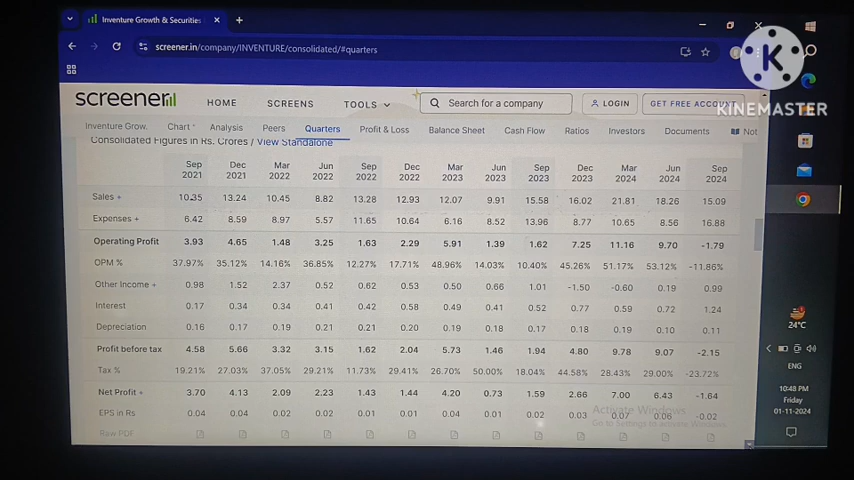 Inventure Growth & Securities
screener.in/company/INVENTURE/consolidated/#quarters
KINEMASTER
screener
HOME
SCREENS
TOOLS
Search for a company
LOGIN
GET FREE ACCOUNT
Inventure Grow. Chart Analysis Peers Quarters Profit & Loss Balance Sheet Cash Flow Ratios Investors Documents Not
Consolidated Figures in Rs. Crores / View Standalone
Sep 2021 Dec 2021 Mar 2022 Jun 2022 Sep 2022 Dec 2022 Mar 2023 Jun 2023 Sep 2023 Dec 2023 Mar 2024 Jun 2024 Sep 2024
Sales + 10.35 13.24 10.45 8.82 13.28 12.93 12.07 9.91 15.58 16.02 21.81 18.26 15.09
Expenses + 6.42 8.59 8.97 5.57 11.65 10.64 6.16 8.52 13.96 8.77 10.65 8.56 16.88
Operating Profit 3.93 4.65 1.48 3.25 1.63 2.29 5.91 1.39 1.62 7.25 11.16 9.70 -1.79
OPM % 37.97% 35.12% 14.16% 36.85% 12.27% 17.71% 48.96% 14.03% 10.40% 45.26% 51.17% 53.12% -11.86%
Other Income + 0.98 1.52 2.37 0.52 0.62 0.53 0.50 0.66 1.01 -1.50 -0.60 0.19 0.99
Interest 0.17 0.34 0.34 0.41 0.42 0.58 0.49 0.41 0.52 0.77 0.59 0.72 1.24
Depreciation 0.16 0.17 0.19 0.21 0.21 0.20 0.19 0.18 0.17 0.18 0.19 0.10 0.11
Profit before tax 4.58 5.66 3.32 3.15 1.62 2.04 5.73 1.46 1.94 4.80 9.78 9.07 -2.15
Tax % 19.21% 27.03% 37.05% 29.21% 11.73% 29.41% 26.70% 50.00% 18.04% 44.58% 28.43% 29.00% -23.72%
Net Profit + 3.70 4.13 2.09 2.23 1.43 1.44 4.20 0.73 1.59 2.66 7.00 6.43 -1.64
EPS in Rs 0.04 0.04 0.02 0.02 0.01 0.01 0.04 0.01 0.02 0.03 0.07 0.06 -0.02
Raw PDF
Activate Windows
Go to Settings to activate Windows.
24°C
ENG
10:48 PM
Friday
01-11-2024